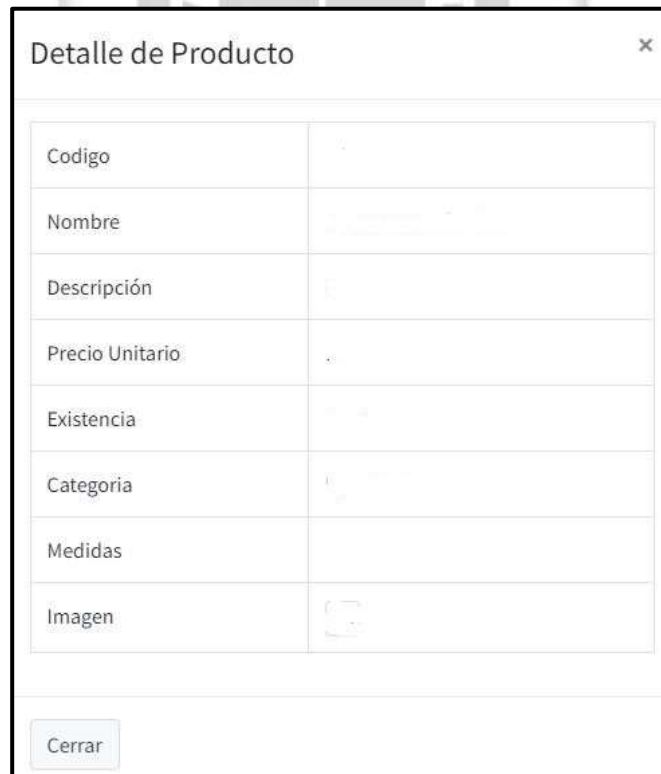 Detalle de Producto ×
Codigo
Nombre
Descripción
Precio Unitario
Existencia
Categoria
Medidas
Imagen
Cerrar